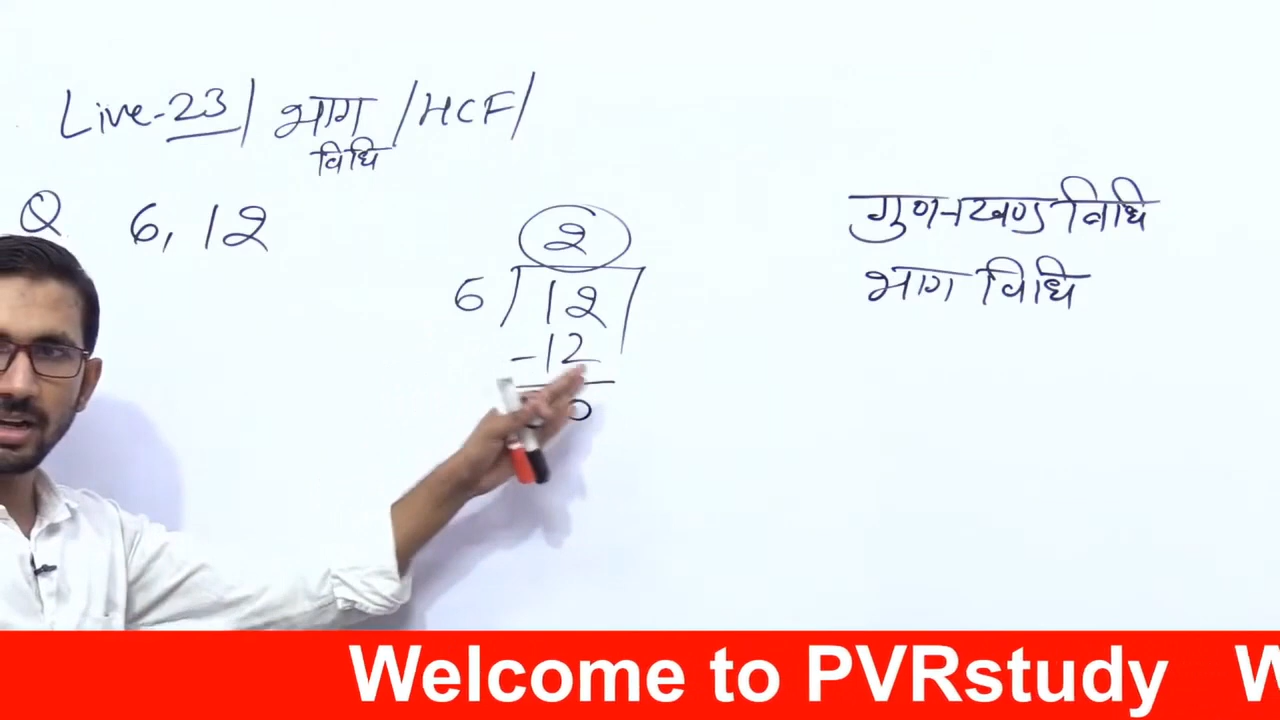 Live-23/ भाग /HCF/
विधि
Q 6, 12
2
6 12
-12
0
गुणनखण्ड विधि
भाग विधि
Welcome to PVRstudy W